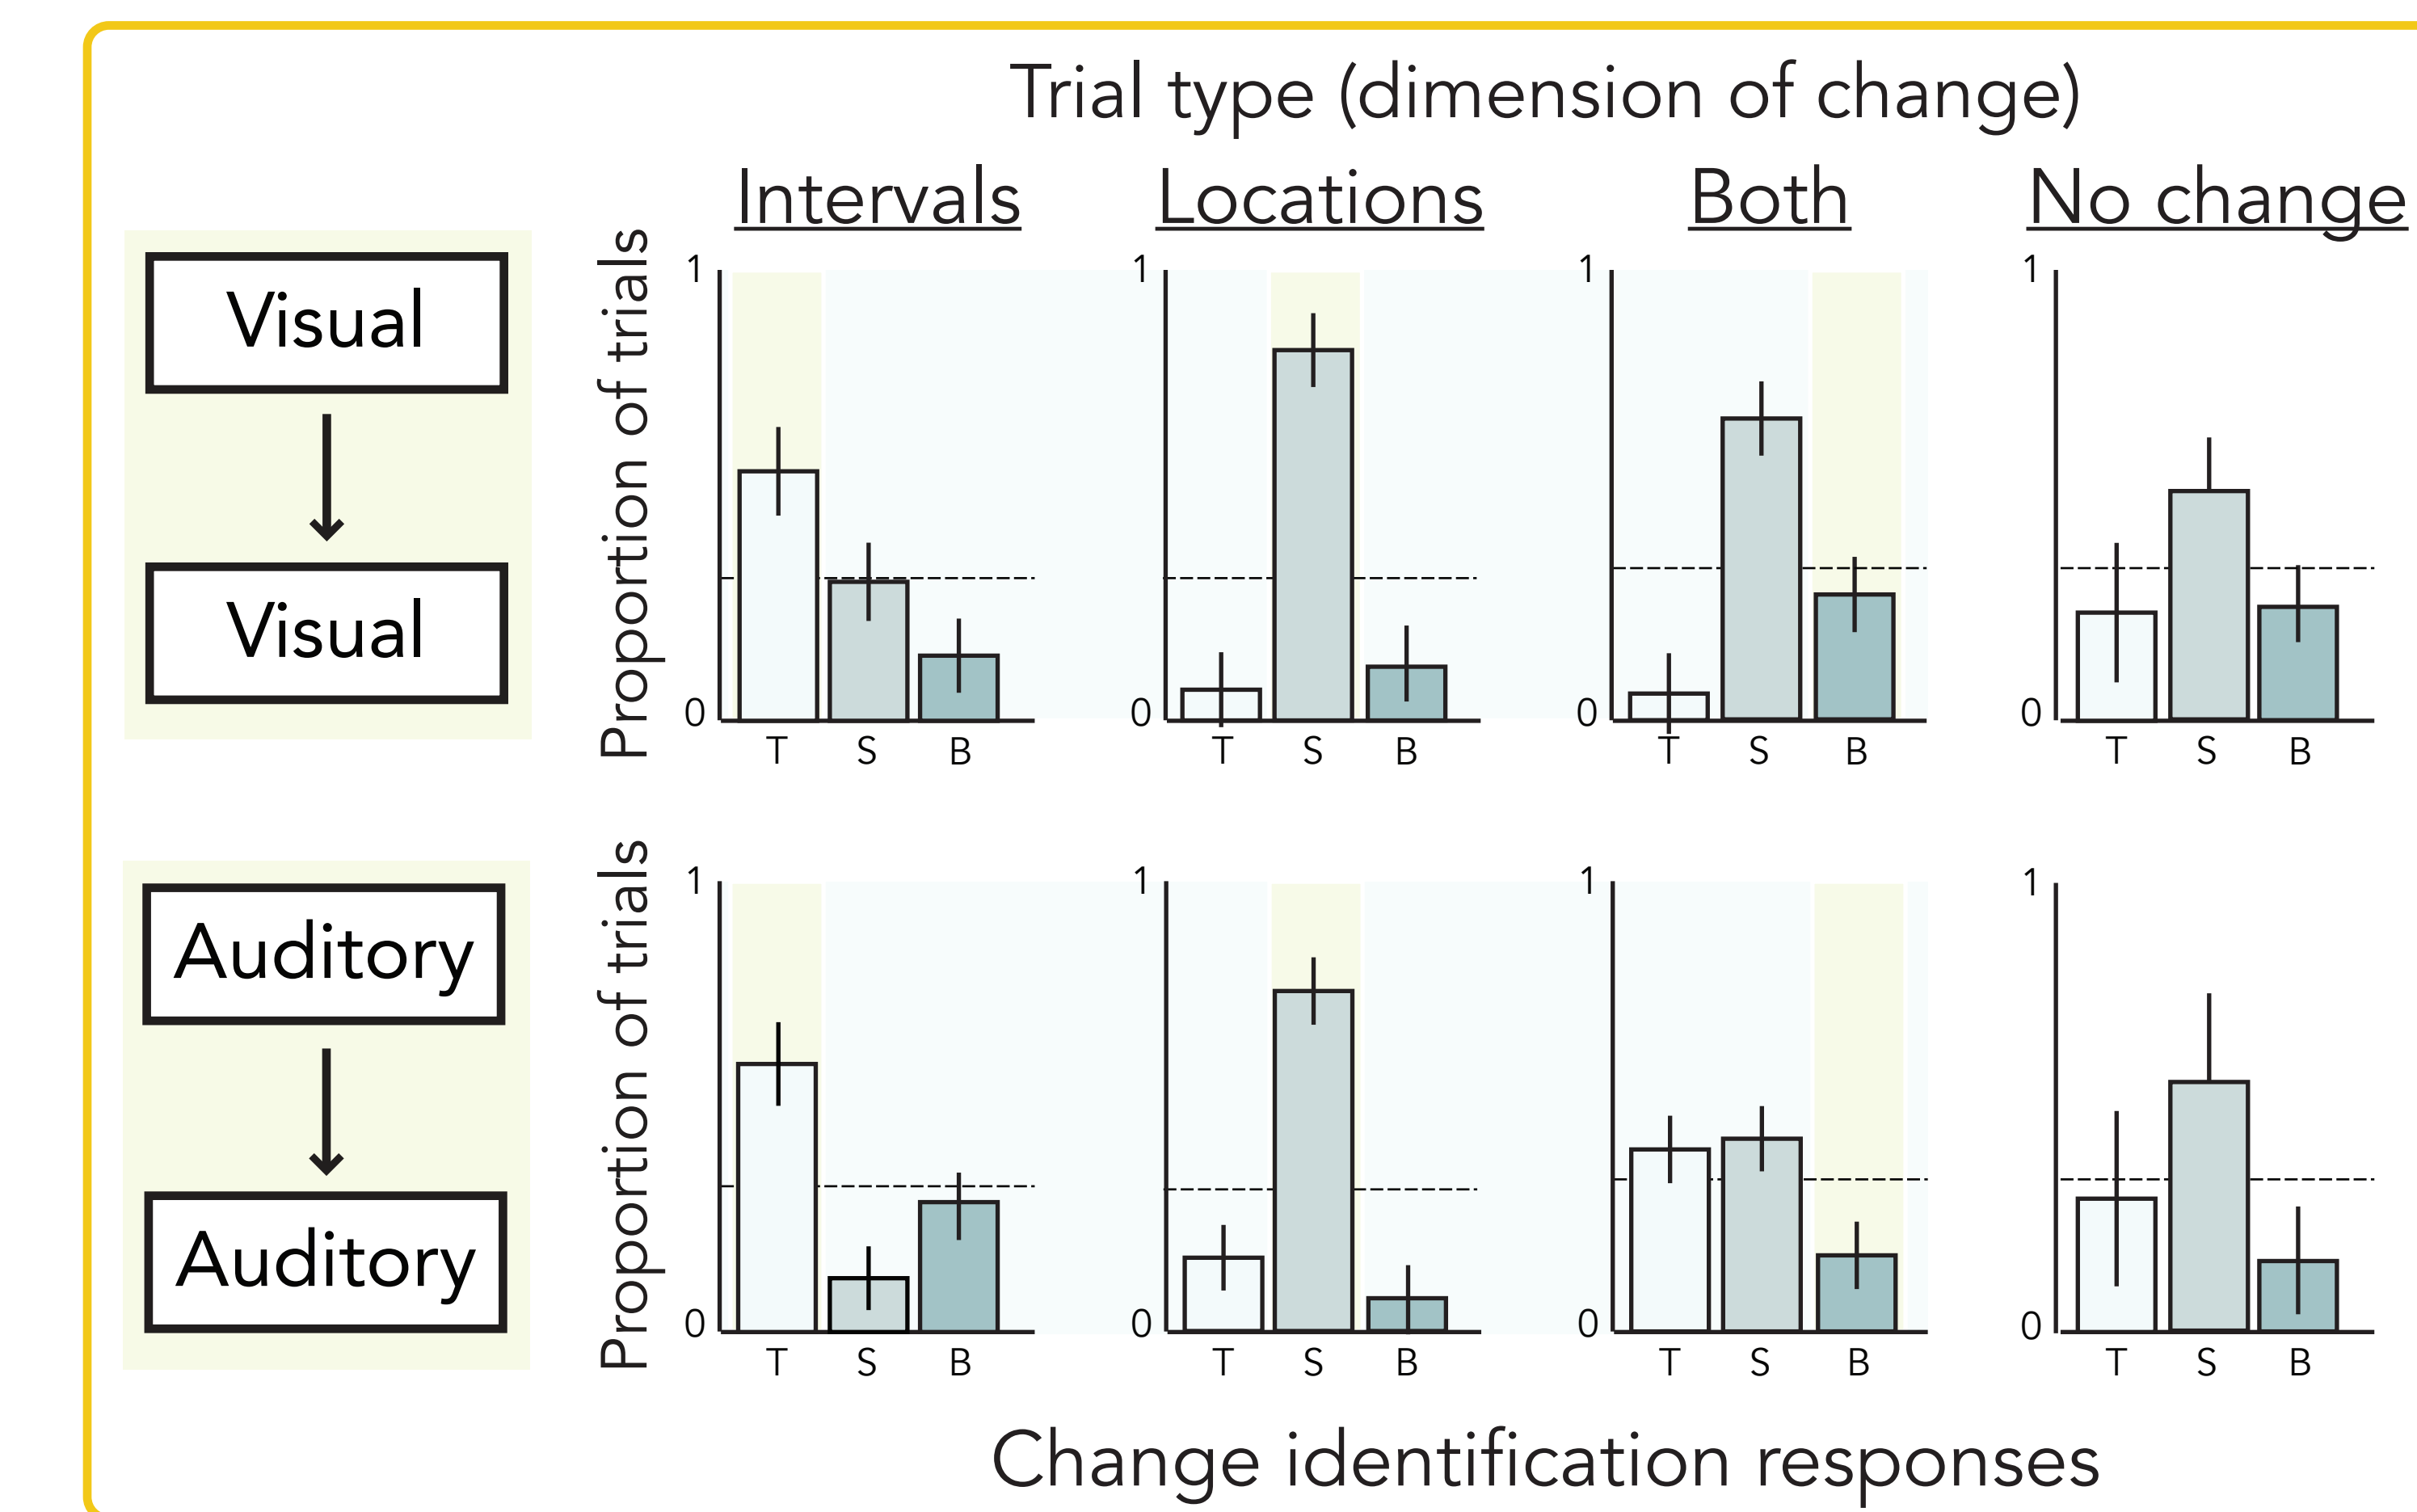 Trial type (dimension of change)
Intervals Locations Both No change
Visual
Visual
Proportion of trials
1 1 1 1
0 0 0 0
T S B T S B T S B T S B
Auditory
Auditory
Proportion of trials
1 1 1 1
0 0 0 0
T S B T S B T S B T S B
Change identification responses